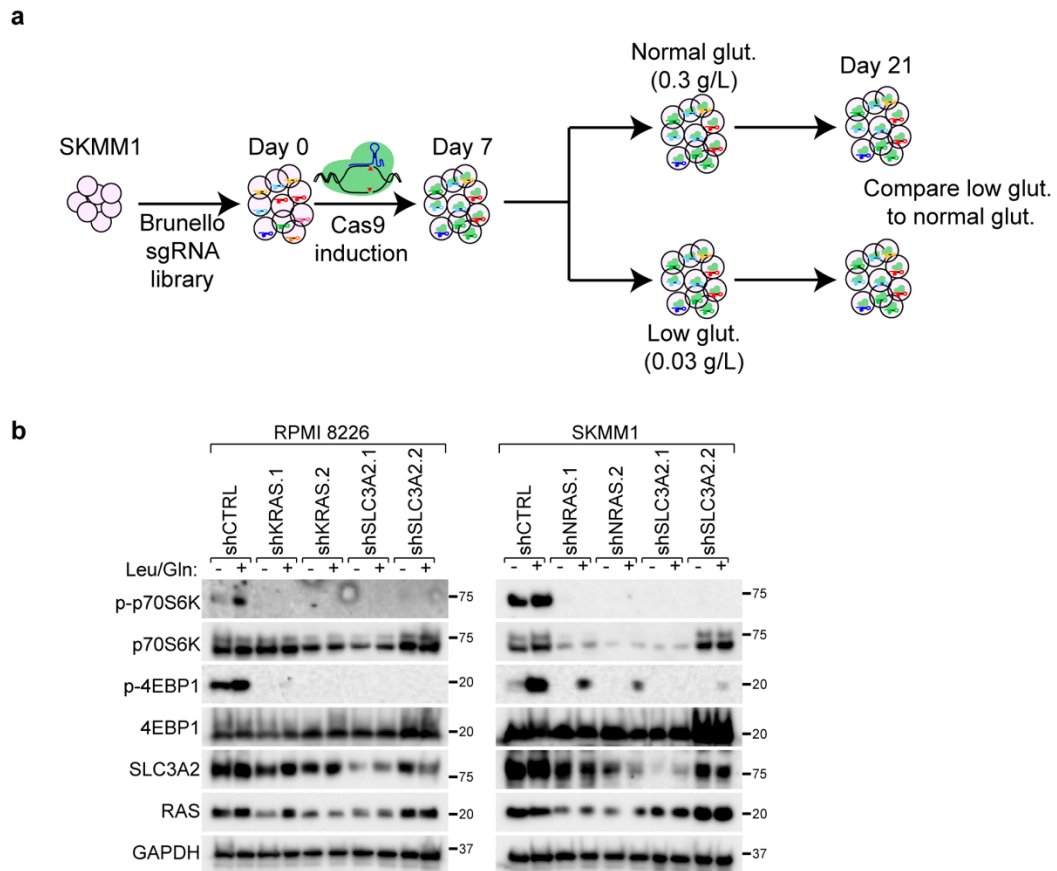 a
SKMM1
Brunello
sgRNA
library
Day 0
Cas9
induction
Day 7
Normal glut.
(0.3 g/L)
Day 21
Compare low glut.
to normal glut.
Low glut.
(0.03 g/L)
b
RPMI 8226
shCTRL
shKRAS.1
shKRAS.2
shSLC3A2.1
shSLC3A2.2
SKMM1
shCTRL
shNRAS.1
shNRAS.2
shSLC3A2.1
shSLC3A2.2
Leu/Gln: - + - + - + - + - + - + - + - + - + - +
p-p70S6K 75 75
p70S6K 75 75
p-4EBP1 20 20
4EBP1 20 20
SLC3A2 75 75
RAS 20 20
GAPDH 37 37